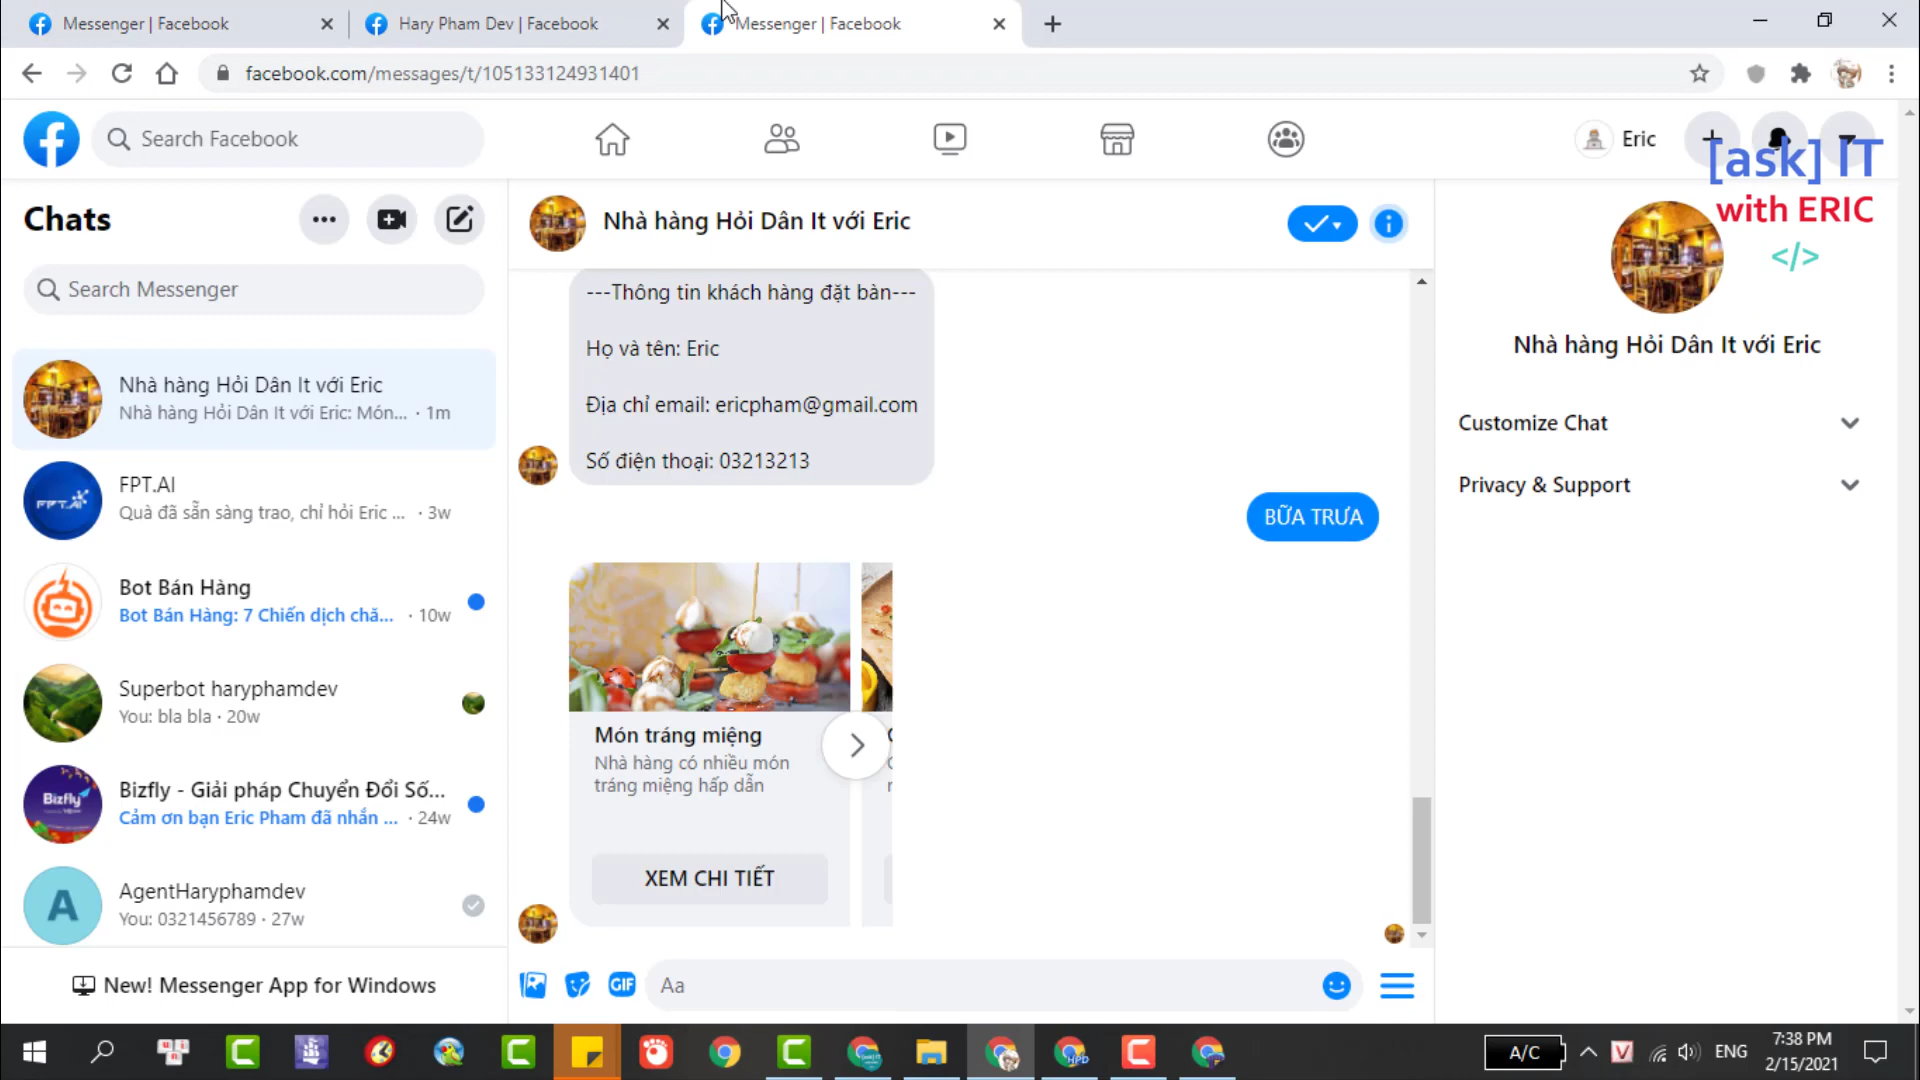 Messenger | Facebook
Hary Pham Dev | Facebook
Messenger | Facebook
facebook.com/messages/t/105133124931401
Search Facebook
Eric
[ask] IT
with ERIC
</>
Chats
Search Messenger
Nhà hàng Hỏi Dân It với Eric
Nhà hàng Hỏi Dân It với Eric: Món... · 1m
FPT.AI
FPT.AI
Quà đã sẵn sàng trao, chỉ hỏi Eric ... · 3w
Bot Bán Hàng
Bot Bán Hàng: 7 Chiến dịch chă... · 10w
Superbot haryphamdev
You: bla bla · 20w
Bizfly
Bizfly - Giải pháp Chuyển Đổi Số...
Cảm ơn bạn Eric Pham đã nhắn ... · 24w
A
AgentHaryphamdev
You: 0321456789 · 27w
New! Messenger App for Windows
Nhà hàng Hỏi Dân It với Eric
---Thông tin khách hàng đặt bàn---
Họ và tên: Eric
Địa chỉ email: ericpham@gmail.com
Số điện thoại: 03213213
BỮA TRƯA
Món tráng miệng
Nhà hàng có nhiều món
tráng miệng hấp dẫn
XEM CHI TIẾT
GIF
Aa
Nhà hàng Hỏi Dân It với Eric
Customize Chat
Privacy & Support
A/C
V
ENG
7:38 PM
2/15/2021